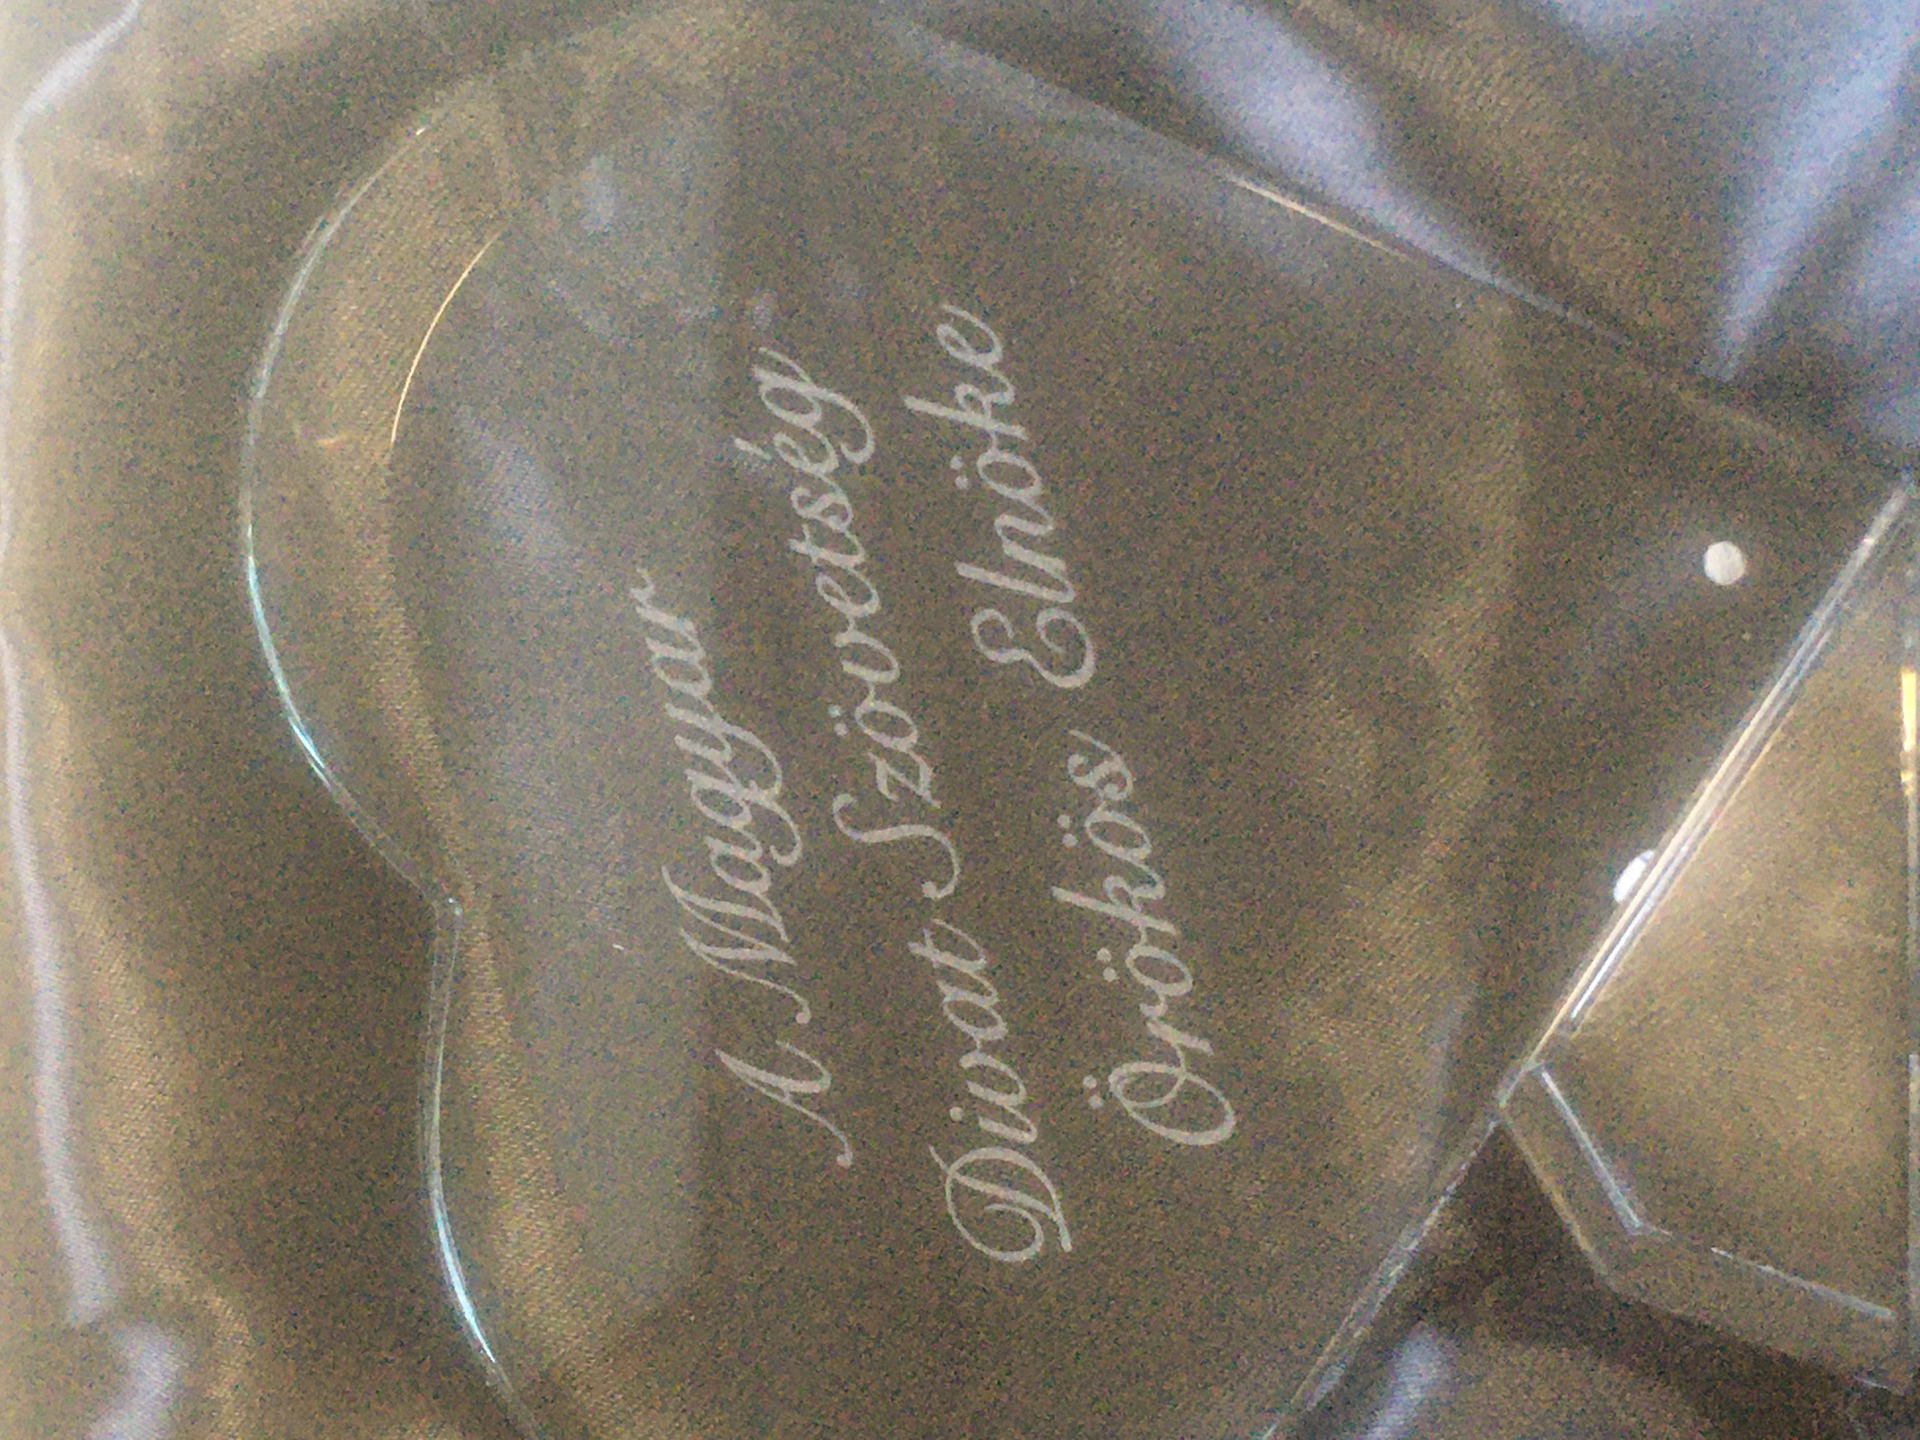 A Magyar
Divat Szövetség
Örökös Elnöke